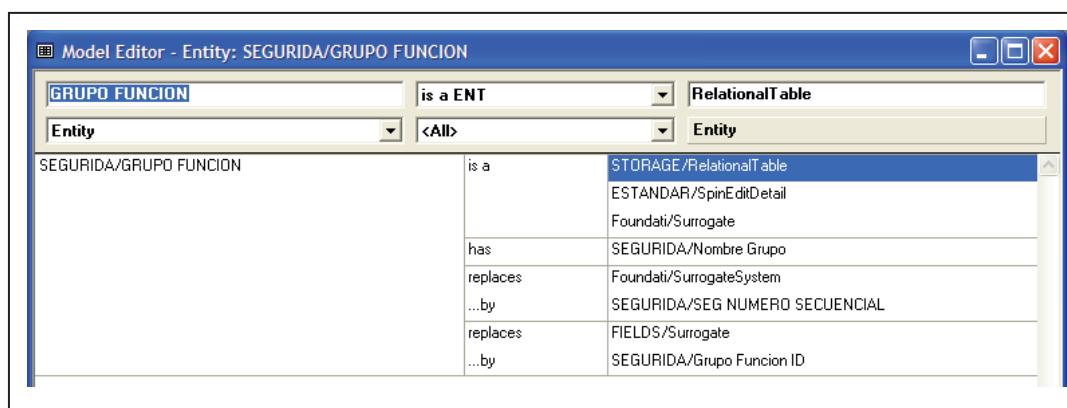 Model Editor - Entity: SEGURIDA/GRUPO FUNCION
GRUPO FUNCION is a ENT RelationalTable
Entity <All> Entity
SEGURIDA/GRUPO FUNCION is a STORAGE/RelationalTable
ESTANDAR/SpinEditDetail
Foundati/Surrogate
has SEGURIDA/Nombre Grupo
replaces Foundati/SurrogateSystem
...by SEGURIDA/SEG NUMERO SECUENCIAL
replaces FIELDS/Surrogate
...by SEGURIDA/Grupo Funcion ID